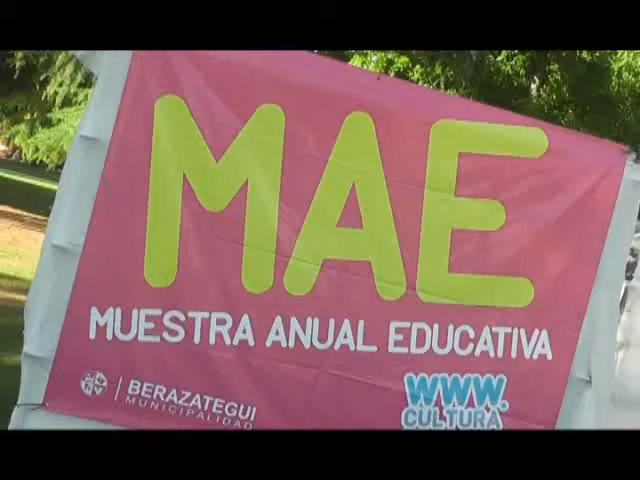 MAE
MUESTRA ANUAL EDUCATIVA
BERAZATEGUI
MUNICIPALIDAD
WWW.
CULTURA